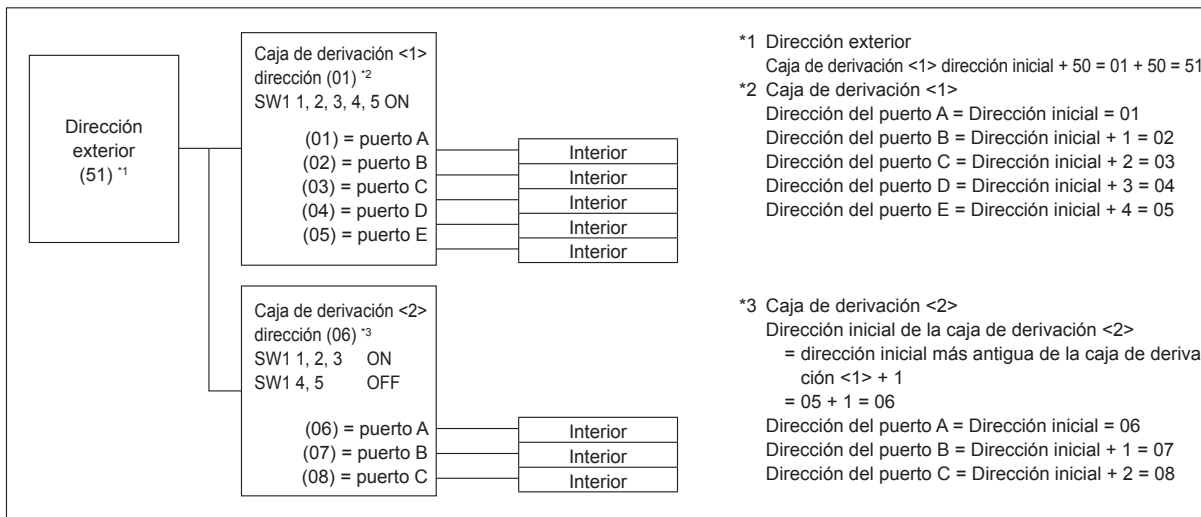 Dirección
exterior
(51) *1
Caja de derivación <1>
dirección (01) *2
SW1 1, 2, 3, 4, 5 ON
(01) = puerto A
(02) = puerto B
(03) = puerto C
(04) = puerto D
(05) = puerto E
Interior
Interior
Interior
Interior
Interior
Caja de derivación <2>
dirección (06) *3
SW1 1, 2, 3 ON
SW1 4, 5 OFF
(06) = puerto A
(07) = puerto B
(08) = puerto C
Interior
Interior
Interior
*1 Dirección exterior
Caja de derivación <1> dirección inicial + 50 = 01 + 50 = 51
*2 Caja de derivación <1>
Dirección del puerto A = Dirección inicial = 01
Dirección del puerto B = Dirección inicial + 1 = 02
Dirección del puerto C = Dirección inicial + 2 = 03
Dirección del puerto D = Dirección inicial + 3 = 04
Dirección del puerto E = Dirección inicial + 4 = 05
*3 Caja de derivación <2>
Dirección inicial de la caja de derivación <2>
= dirección inicial más antigua de la caja de deriva
ción <1> + 1
= 05 + 1 = 06
Dirección del puerto A = Dirección inicial = 06
Dirección del puerto B = Dirección inicial + 1 = 07
Dirección del puerto C = Dirección inicial + 2 = 08